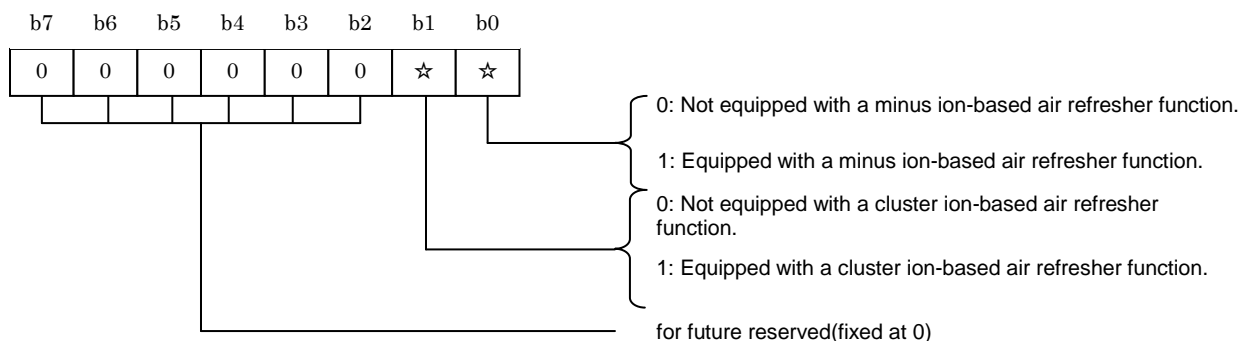 b7 b6 b5 b4 b3 b2 b1 b0
0 0 0 0 0 0 ☆ ☆
0: Not equipped with a minus ion-based air refresher function.
1: Equipped with a minus ion-based air refresher function.
0: Not equipped with a cluster ion-based air refresher
function.
1: Equipped with a cluster ion-based air refresher function.
for future reserved(fixed at 0)